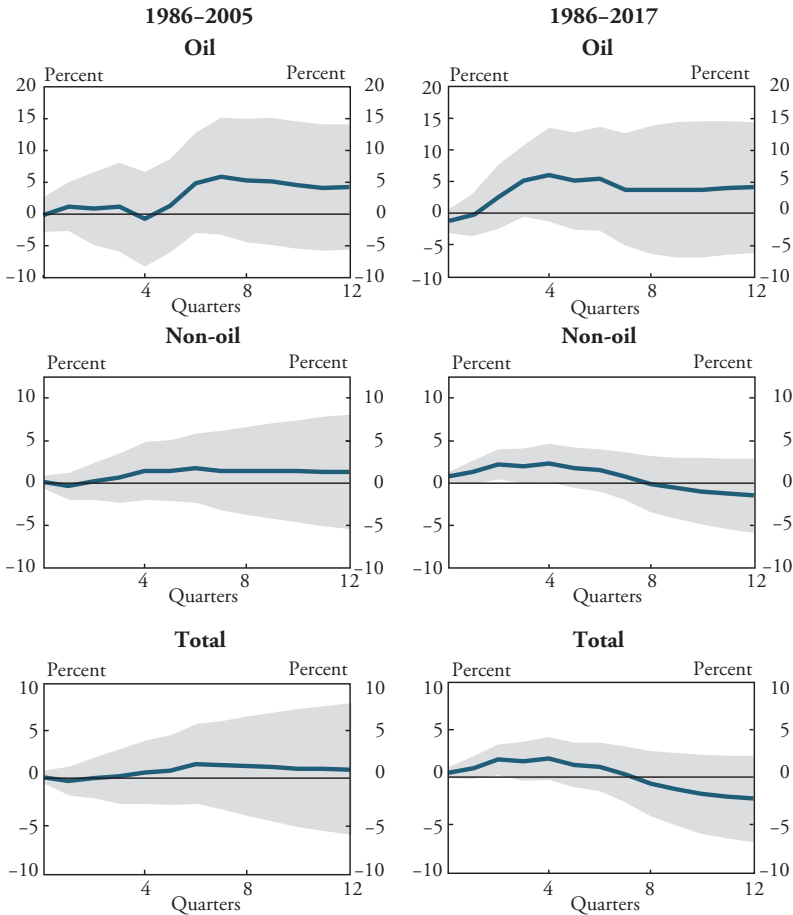 1986–2005 1986–2017
Oil Oil
Percent Percent Percent Percent
20 20 20 20
15 15 15 15
10 10 10 10
5 5 5 5
0 0 0 0
–5 –5 –5 –5
–10 –10 –10 –10
4 8 12 4 8 12
Quarters Quarters
Non-oil Non-oil
Percent Percent Percent Percent
10 10 10 10
5 5 5 5
0 0 0 0
–5 –5 –5 –5
–10 –10 –10 –10
4 8 12 4 8 12
Quarters Quarters
Total Total
Percent Percent Percent Percent
10 10 10 10
5 5 5 5
0 0 0 0
–5 –5 –5 –5
–10 –10 –10 –10
4 8 12 4 8 12
Quarters Quarters